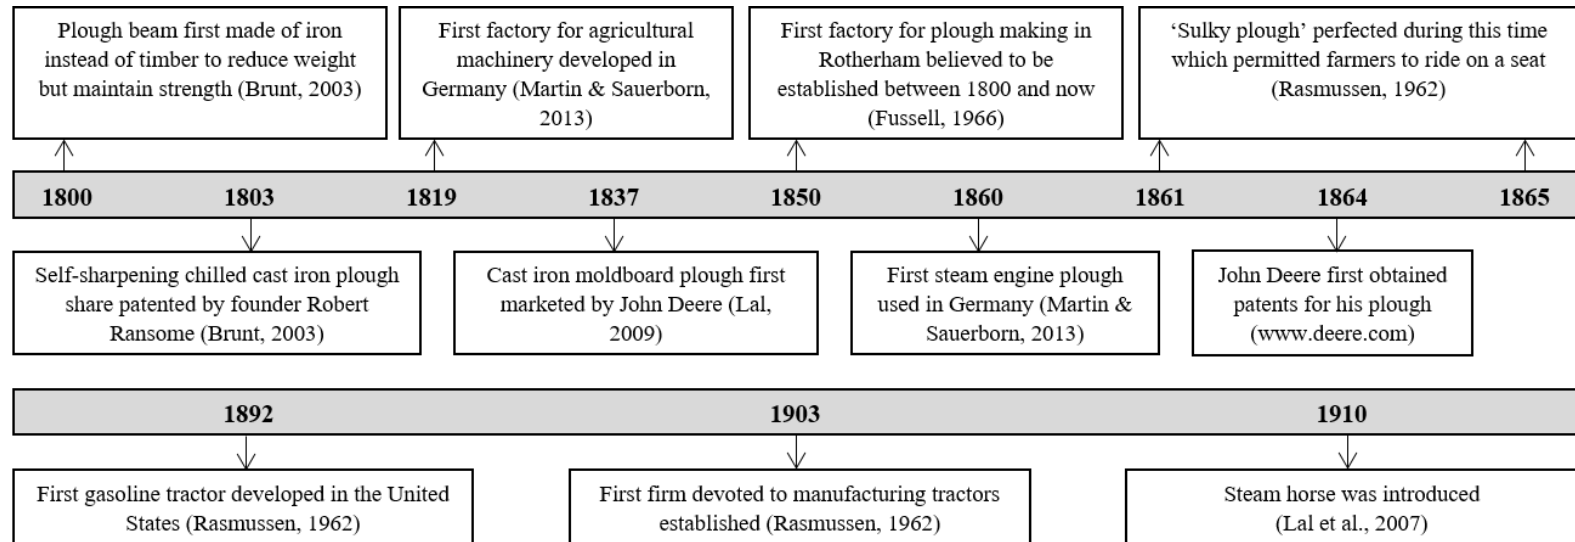 Plough beam first made of iron
instead of timber to reduce weight
but maintain strength (Brunt, 2003)
First factory for agricultural
machinery developed in
Germany (Martin & Sauerborn,
2013)
First factory for plough making in
Rotherham believed to be
established between 1800 and now
(Fussell, 1966)
‘Sulky plough’ perfected during this time
which permitted farmers to ride on a seat
(Rasmussen, 1962)
1800 1803 1819 1837 1850 1860 1861 1864 1865
Self-sharpening chilled cast iron plough
share patented by founder Robert
Ransome (Brunt, 2003)
Cast iron moldboard plough first
marketed by John Deere (Lal,
2009)
First steam engine plough
used in Germany (Martin &
Sauerborn, 2013)
John Deere first obtained
patents for his plough
(www.deere.com)
1892 1903 1910
First gasoline tractor developed in the United
States (Rasmussen, 1962)
First firm devoted to manufacturing tractors
established (Rasmussen, 1962)
Steam horse was introduced
(Lal et al., 2007)